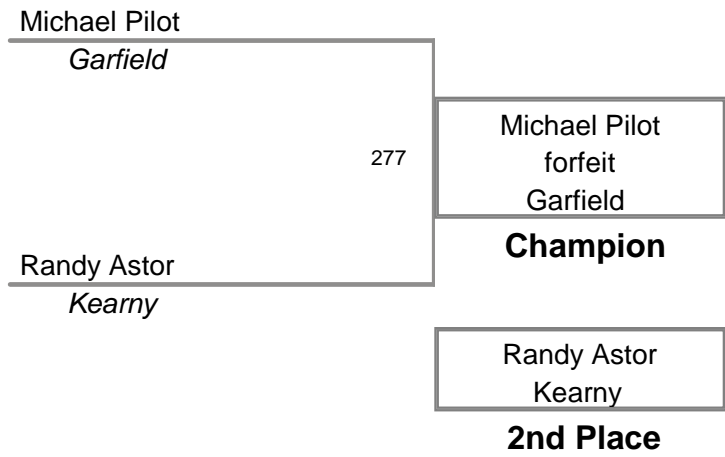 Michael Pilot
Garfield
277
Michael Pilot
forfeit
Garfield
Champion
Randy Astor
Kearny
Randy Astor
Kearny
2nd Place